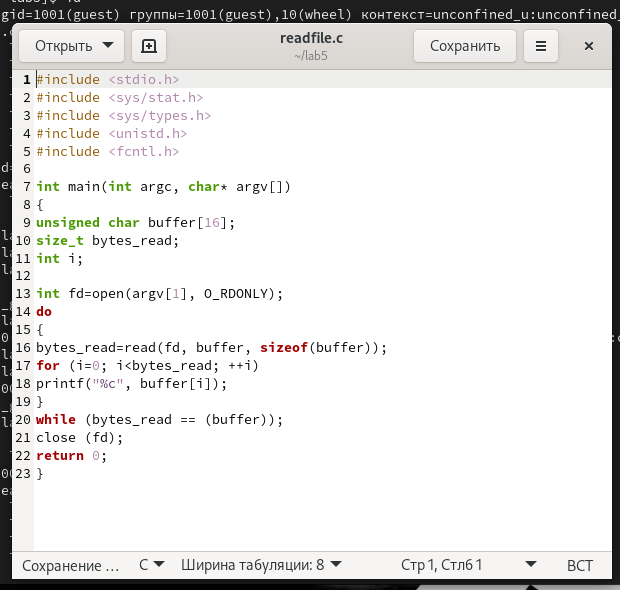 gid=1001(guest) группы=1001(guest),10(wheel) контекст=unconfined_u:unconfined_
Открыть
readfile.c
~/lab5
Сохранить
1 #include <stdio.h>
2 #include <sys/stat.h>
3 #include <sys/types.h>
4 #include <unistd.h>
5 #include <fcntl.h>
6
7 int main(int argc, char* argv[])
8 {
9 unsigned char buffer[16];
10 size_t bytes_read;
11 int i;
12
13 int fd=open(argv[1], O_RDONLY);
14 do
15 {
16 bytes_read=read(fd, buffer, sizeof(buffer));
17 for (i=0; i<bytes_read; ++i)
18 printf("%c", buffer[i]);
19 }
20 while (bytes_read == (buffer));
21 close (fd);
22 return 0;
23 }
Сохранение … C Ширина табуляции: 8 Стр 1, Стлб 1 ВСТ